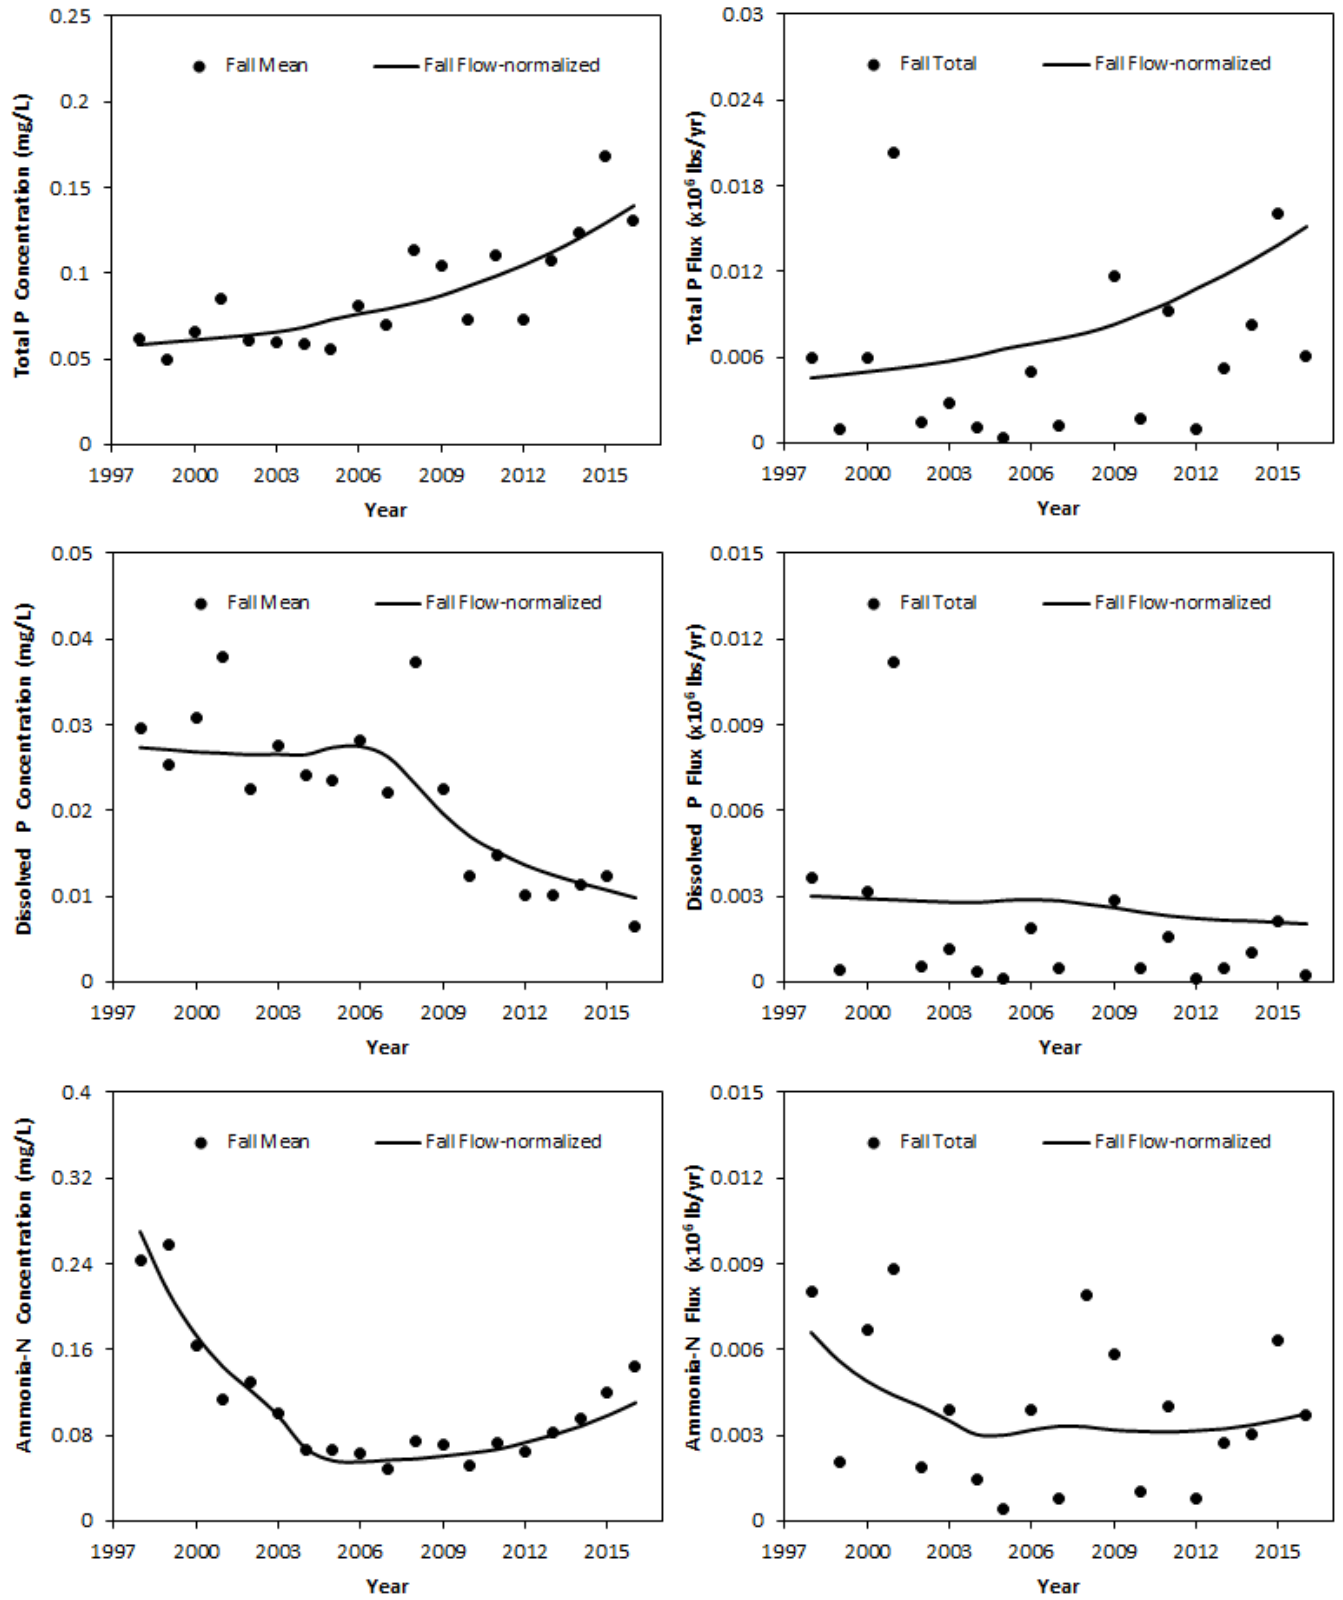 Total P Concentration (mg/L)
0.25
0.2
0.15
0.1
0.05
0
Fall Mean
Fall Flow-normalized
1997 2000 2003 2006 2009 2012 2015
Year
Total P Flux (x10⁶ lbs/yr)
0.03
0.024
0.018
0.012
0.006
0
Fall Total
Fall Flow-normalized
1997 2000 2003 2006 2009 2012 2015
Year
Dissolved P Concentration (mg/L)
0.05
0.04
0.03
0.02
0.01
0
Fall Mean
Fall Flow-normalized
1997 2000 2003 2006 2009 2012 2015
Year
Dissolved P Flux (x10⁶ lbs/yr)
0.015
0.012
0.009
0.006
0.003
0
Fall Total
Fall Flow-normalized
1997 2000 2003 2006 2009 2012 2015
Year
Ammonia-N Concentration (mg/L)
0.4
0.32
0.24
0.16
0.08
0
Fall Mean
Fall Flow-normalized
1997 2000 2003 2006 2009 2012 2015
Year
Ammonia-N Flux (x10⁶ lb/yr)
0.015
0.012
0.009
0.006
0.003
0
Fall Total
Fall Flow-normalized
1997 2000 2003 2006 2009 2012 2015
Year